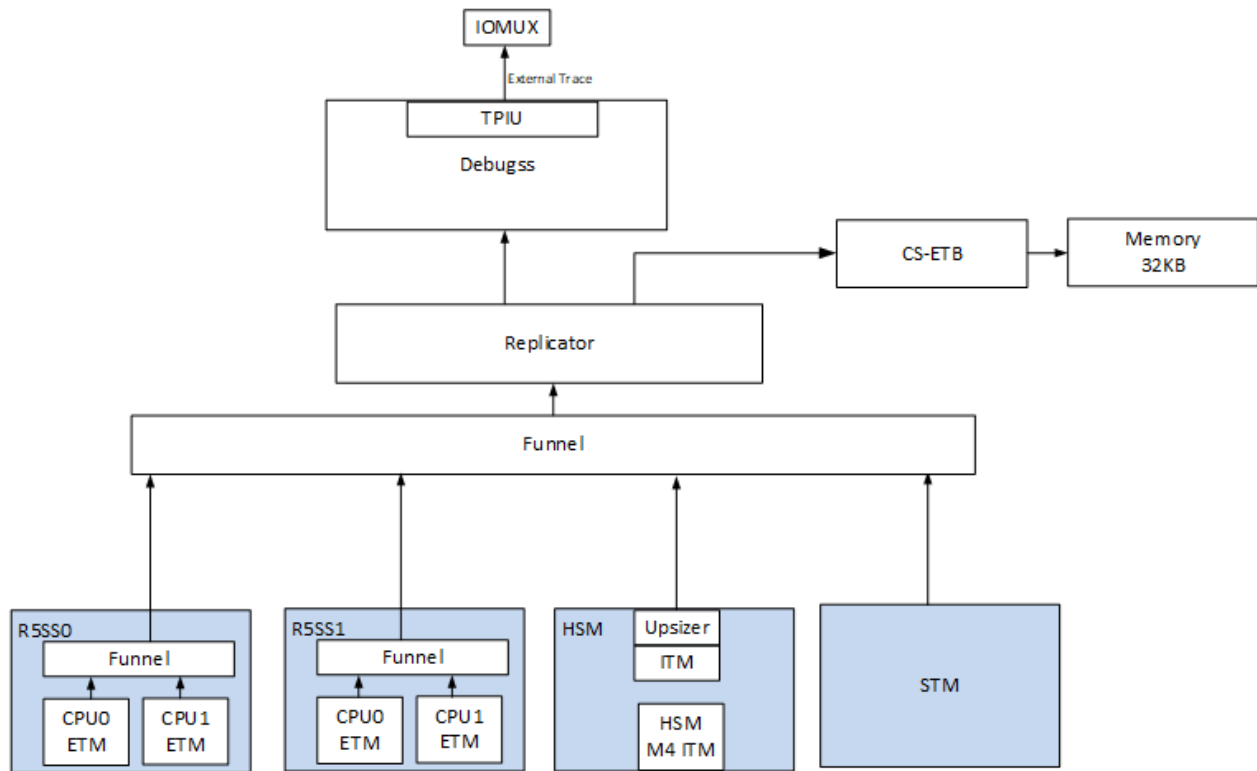 IOMUX
External Trace
TPIU
Debugss
CS-ETB
Memory
32KB
Replicator
Funnel
R5SS0
Funnel
CPU0
ETM
CPU1
ETM
R5SS1
Funnel
CPU0
ETM
CPU1
ETM
HSM
Upsizer
ITM
HSM
M4 ITM
STM